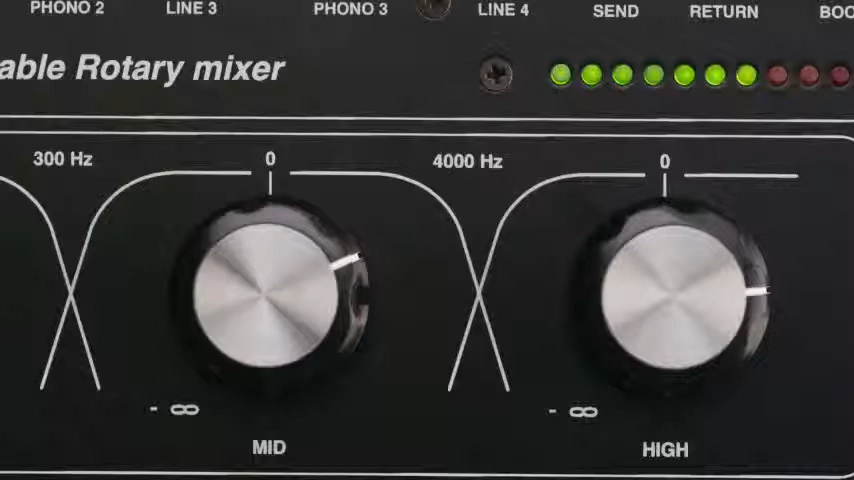 PHONO 2 LINE 3 PHONO 3 LINE 4 SEND RETURN BOO
able Rotary mixer
300 Hz 0 4000 Hz 0
- ∞ - ∞
MID HIGH